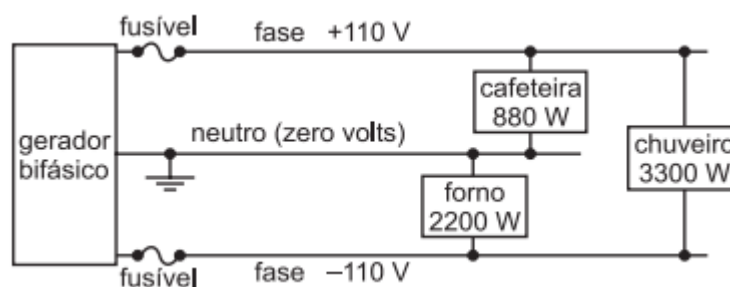 fusível
fase +110 V
gerador
bifásico
neutro (zero volts)
cafeteira
880 W
chuveiro
3300 W
forno
2200 W
fusível
fase –110 V